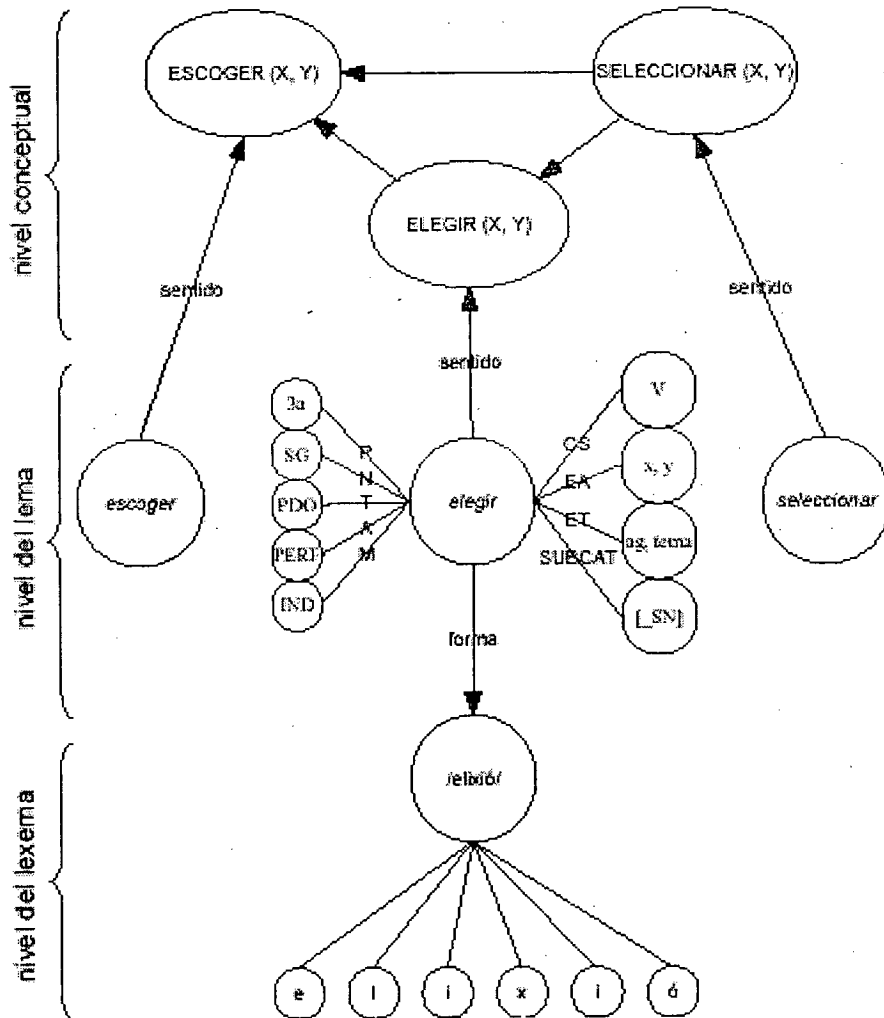 nivel conceptual
ESCOGER (X, Y)
SELECCIONAR (X, Y)
ELEGIR (X, Y)
sentido
sentido
sentido
nivel del lema
escoger
3a
SG
PDO
PERF
IND
P
N
T
A
M
elegir
CS
EA
ET
SUBCAT
V
x, y
ag, tema
[_SN]
seleccionar
forma
nivel del lexema
/elixió/
e
l
i
x
i
ó